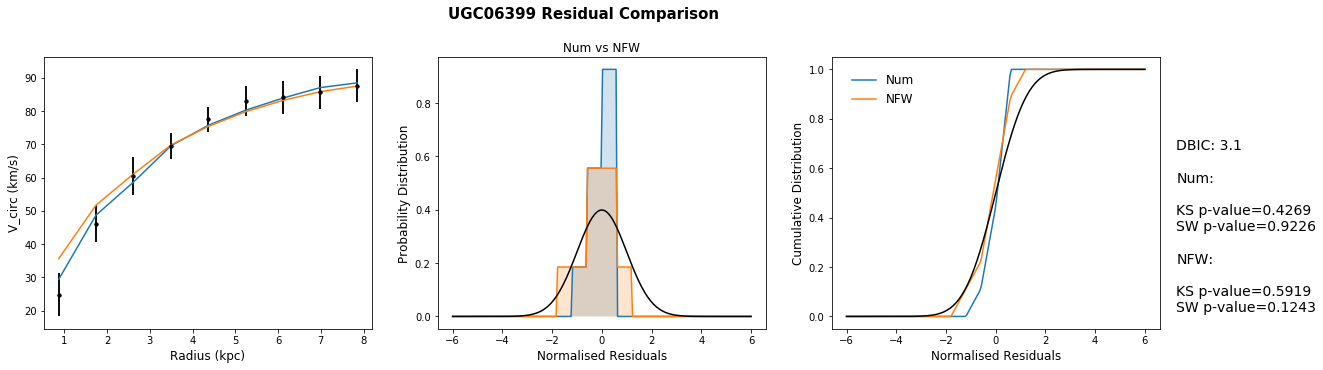 UGC06399 Residual Comparison
V_circ (km/s)
90
80
70
60
50
40
30
20
1 2 3 4 5 6 7 8
Radius (kpc)
Num vs NFW
Probability Distribution
0.8
0.6
0.4
0.2
0.0
−6 −4 −2 0 2 4 6
Normalised Residuals
Cumulative Distribution
1.0
0.8
0.6
0.4
0.2
0.0
Num
NFW
−6 −4 −2 0 2 4 6
Normalised Residuals
DBIC: 3.1
Num:
KS p-value=0.4269
SW p-value=0.9226
NFW:
KS p-value=0.5919
SW p-value=0.1243